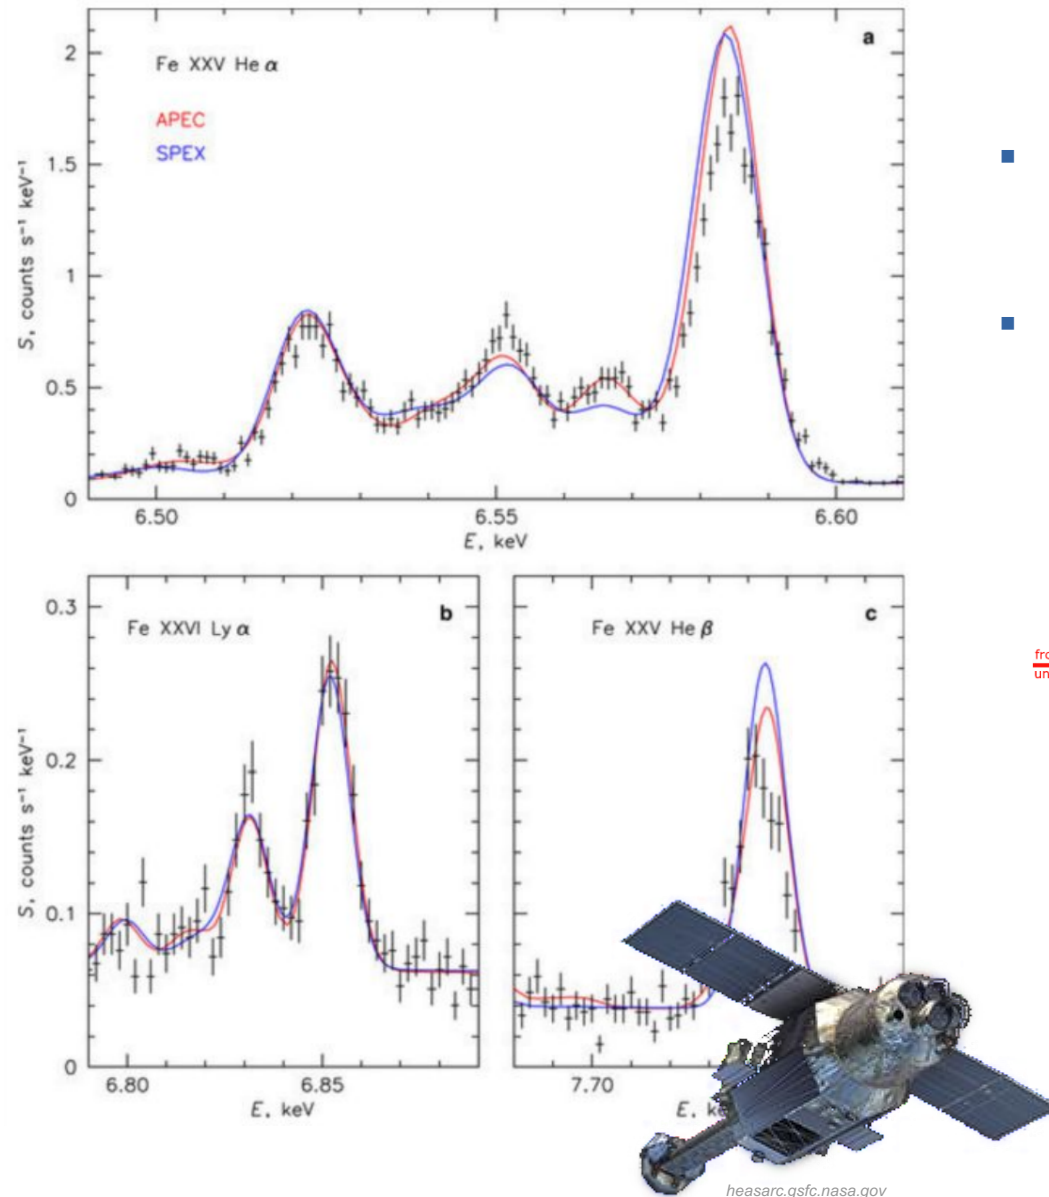 a
Fe XXV He α
APEC
SPEX
2
1.5
1
0.5
0
S, counts s⁻¹ keV⁻¹
6.50 6.55 6.60
E, keV
b
Fe XXVI Ly α
0.3
0.2
0.1
0
S, counts s⁻¹ keV⁻¹
6.80 6.85
E, keV
c
Fe XXV He β
7.70
E, ke
heasarc.gsfc.nasa.gov